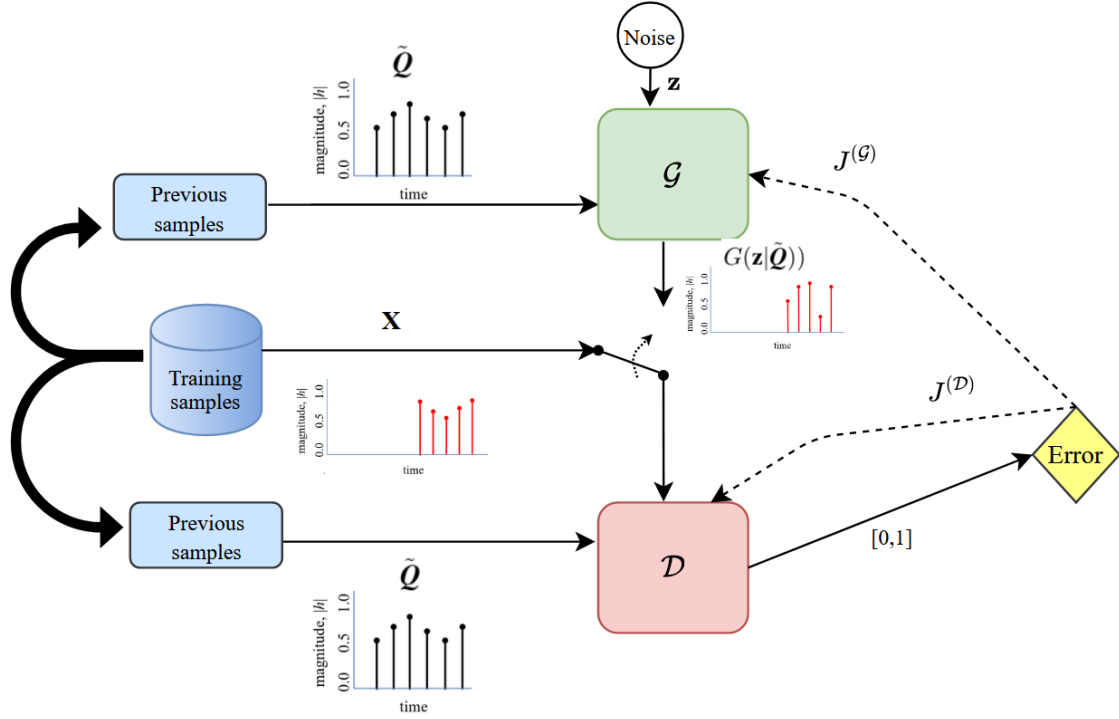 Noise
z
Q̃
magnitude, |h|
0.0 0.5 1.0
time
Previous
samples
𝒢
J^(𝒢)
G(z|Q̃))
magnitude, |h|
0.0 0.5 1.0
time
X
Training
samples
magnitude, |h|
0.0 0.5 1.0
time
J^(𝒟)
Error
Previous
samples
[0,1]
𝒟
Q̃
magnitude, |h|
0.0 0.5 1.0
time